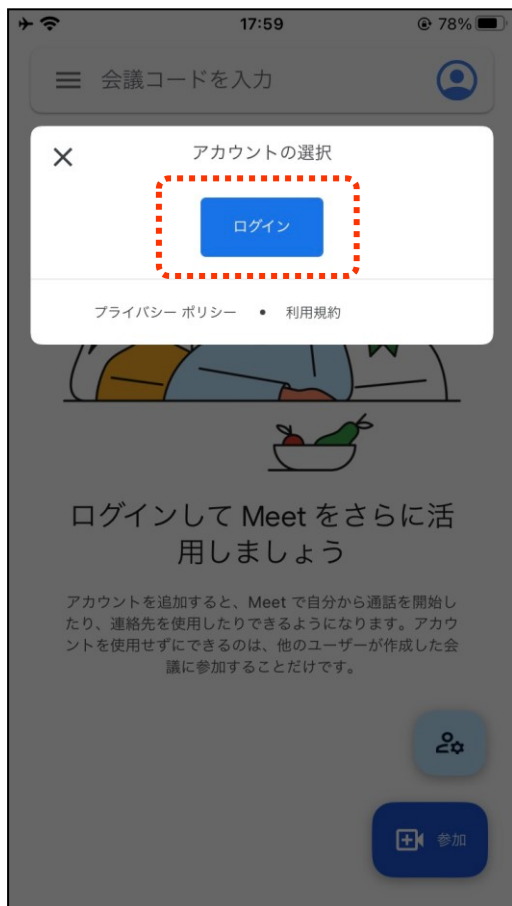 17:59
78%
会議コードを入力
アカウントの選択
ログイン
プライバシー ポリシー • 利用規約
ログインして Meet をさらに活
用しましょう
アカウントを追加すると、Meet で自分から通話を開始し
たり、連絡先を使用したりできるようになります。アカウ
ントを使用せずにできるのは、他のユーザーが作成した会
議に参加することだけです。
参加